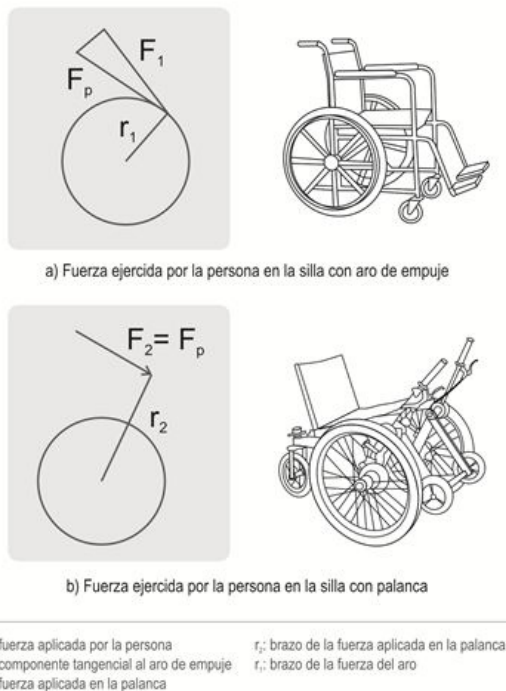 F₁
Fₚ
r₁
a) Fuerza ejercida por la persona en la silla con aro de empuje
F₂= Fₚ
r₂
b) Fuerza ejercida por la persona en la silla con palanca
fuerza aplicada por la persona
componente tangencial al aro de empuje
fuerza aplicada en la palanca
r₂: brazo de la fuerza aplicada en la palanca
r₁: brazo de la fuerza del aro